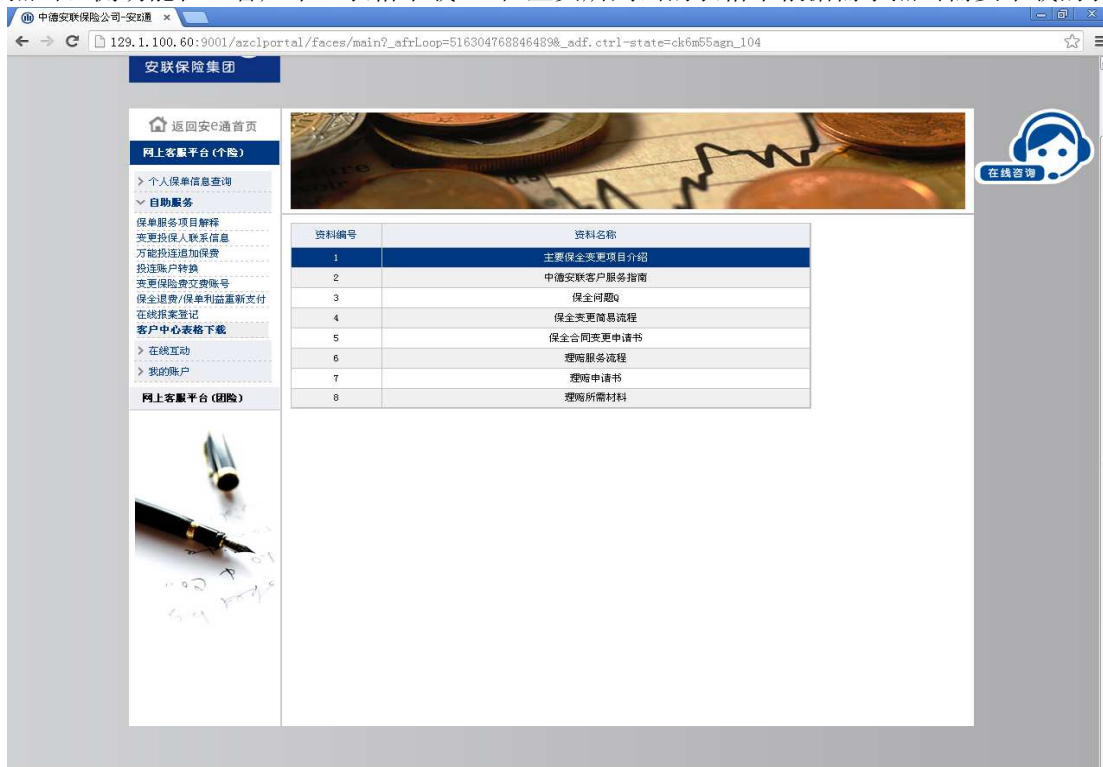 中德安联保险公司-安E通
129.1.100.60:9001/azclportal/faces/main?_afrLoop=516304768846489&_adf.ctrl-state=ck6m55agn_104
安联保险集团
返回安e通首页
网上客服平台(个险)
个人保单信息查询
自助服务
保单服务项目解释
变更投保人联系信息
万能投连追加保费
投连账户转换
变更保险费交费账号
保全退费/保单利益重新支付
在线报案登记
客户中心表格下载
在线互动
我的账户
网上客服平台(团险)
在线咨询
资料编号 资料名称
1 主要保全变更项目介绍
2 中德安联客户服务指南
3 保全问题Q
4 保全变更简易流程
5 保全合同变更申请书
6 理赔服务流程
7 理赔申请书
8 理赔所需材料